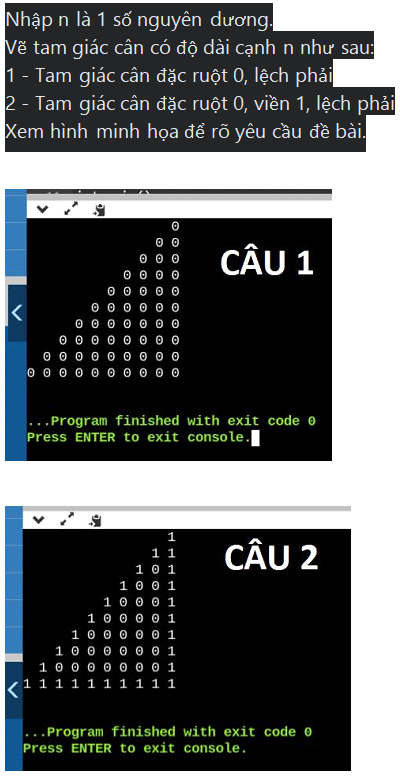 Nhập n là 1 số nguyên dương.
Vẽ tam giác cân có độ dài cạnh n như sau:
1 - Tam giác cân đặc ruột 0, lệch phải
2 - Tam giác cân đặc ruột 0, viền 1, lệch phải
Xem hình minh họa để rõ yêu cầu đề bài.
CÂU 1
0
0 0
0 0 0
0 0 0 0
0 0 0 0 0
0 0 0 0 0 0
0 0 0 0 0 0 0
0 0 0 0 0 0 0 0
0 0 0 0 0 0 0 0 0
0 0 0 0 0 0 0 0 0 0
...Program finished with exit code 0
Press ENTER to exit console.
CÂU 2
1
1 1
1 0 1
1 0 0 1
1 0 0 0 1
1 0 0 0 0 1
1 0 0 0 0 0 1
1 0 0 0 0 0 0 1
1 0 0 0 0 0 0 0 1
1 1 1 1 1 1 1 1 1 1
...Program finished with exit code 0
Press ENTER to exit console.